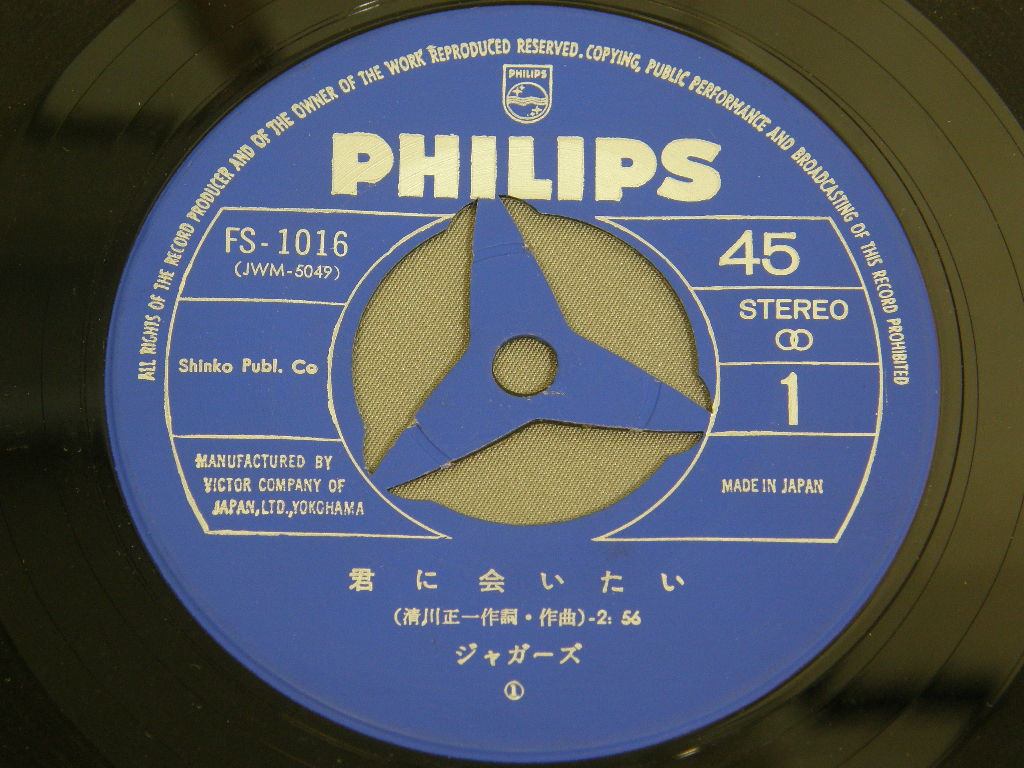 ALL RIGHTS OF THE RECORD PRODUCER AND OF THE OWNER OF THE WORK REPRODUCED RESERVED. COPYING, PUBLIC PERFORMANCE AND BROADCASTING OF THIS RECORD PROHIBITED
PHILIPS
PHILIPS
FS-1016
(JWM-5049)
45
STEREO
Shinko Publ. Co
1
MANUFACTURED BY
VICTOR COMPANY OF
JAPAN, LTD., YOKOHAMA
MADE IN JAPAN
君に会いたい
(清川正一作詞・作曲)-2: 56
ジャガーズ
①